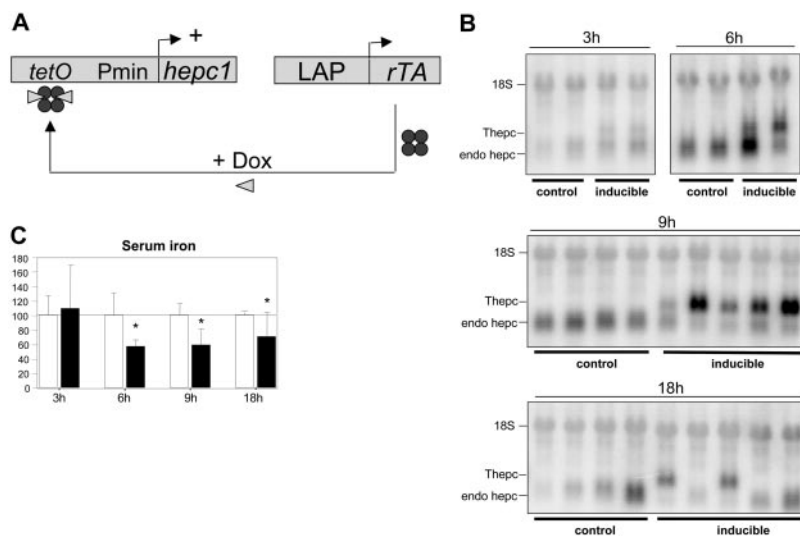 A
+
tetO Pmin hepc1
LAP rTA
+ Dox
B
3h
18S
Thepc
endo hepc
control inducible
6h
control inducible
9h
18S
Thepc
endo hepc
control inducible
18h
18S
Thepc
endo hepc
control inducible
C
Serum iron
180
160
140
120
100
80
60
40
20
0
* * *
3h 6h 9h 18h